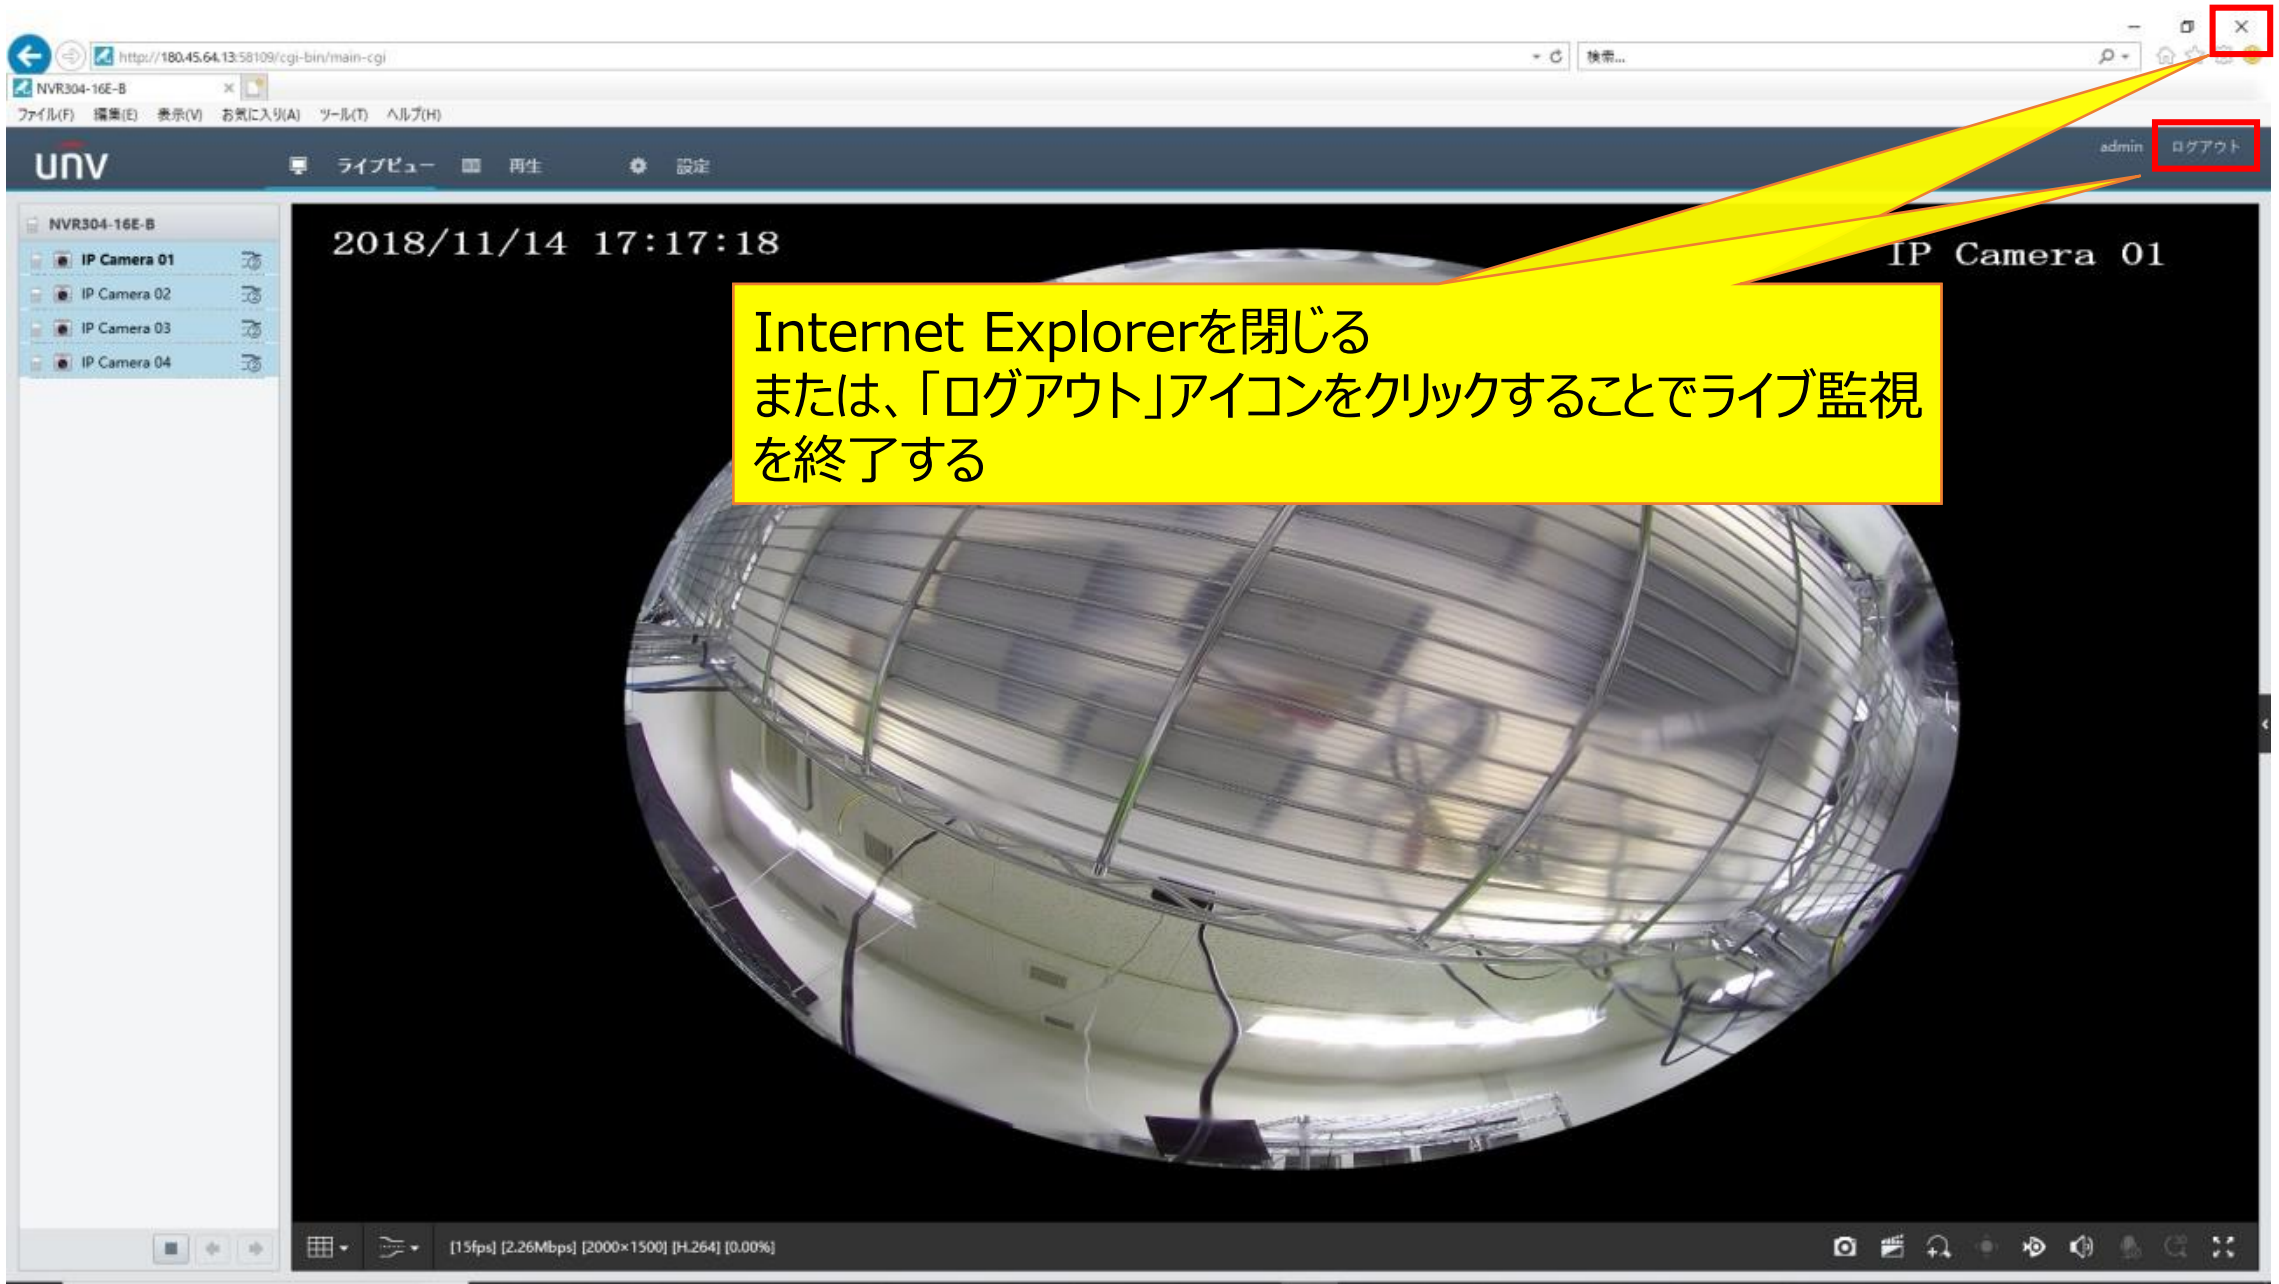 http://180.45.64.13:58109/cgi-bin/main-cgi
検索...
NVR304-16E-B
ファイル(F) 編集(E) 表示(V) お気に入り(A) ツール(T) ヘルプ(H)
unv ライブビュー 再生 設定 admin ログアウト
NVR304-16E-B
IP Camera 01
IP Camera 02
IP Camera 03
IP Camera 04
2018/11/14 17:17:18
IP Camera 01
Internet Explorerを閉じる
または、「ログアウト」アイコンをクリックすることでライブ監視
を終了する
[15fps] [2.26Mbps] [2000×1500] [H.264] [0.00%]